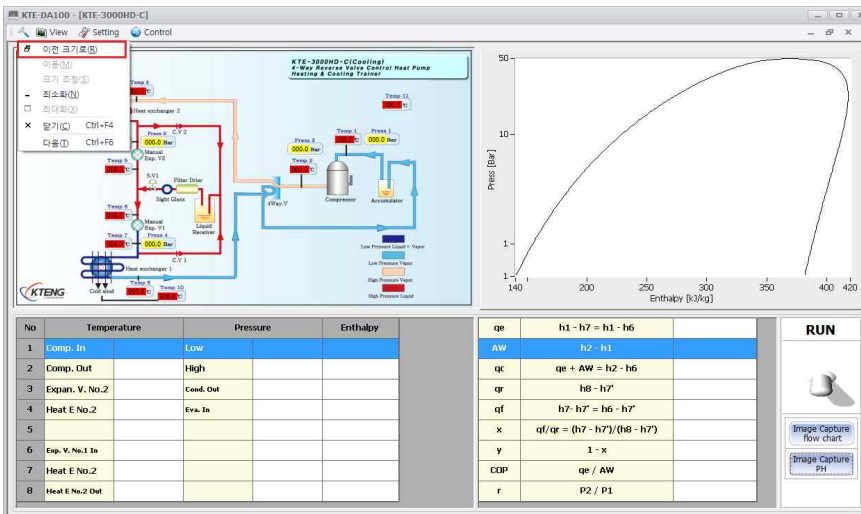 KTE-DA100 - [KTE-3000HD-C]
View Setting Control
이전 크기로(R)
이동(M)
크기 조절(S)
최소화(N)
최대화(X)
닫기(C) Ctrl+F4
다음(T) Ctrl+F6
KTE-3000HD-C(Cooling)
4-Way Reverse Valve Control Heat Pump
Heating & Cooling Trainer
Temp 11
Heat exchanger 2
C.V 2
Press 3
000.0 Bar
Manual
Exp. V2
Temp 5
S.V1
Filter Drier
Sight Glass
Liquid
Receiver
Temp 6
Manual
Exp. V1
Temp 7 Press 4
000.0 Bar
C.V 1
Heat exchanger 1
Cold wind
Temp 8
Temp 10
Press 2
000.0 Bar
Temp 2
4Way.V
Temp 1 Press 1
000.0 Bar
Compressor
Accumulator
Low Pressure Liquid + Vapor
Low Pressure Vapor
High Pressure Vapor
High Pressure Liquid
KTENG
Press [Bar]
50
10
1
1
140 200 250 300 350 400 420
Enthalpy [kJ/kg]
No Temperature Pressure Enthalpy
1 Comp. In Low
2 Comp. Out High
3 Expan. V. No.2 Cond. Out
4 Heat E No.2 Eva. In
5
6 Exp. V. No.1 In
7 Heat E No.2
8 Heat E No.2 Out
qe h1 - h7 = h1 - h6
AW h2 - h1
qc qe + AW = h2 - h6
qr h8 - h7'
qf h7- h7' = h6 - h7'
x qf/qr = (h7 - h7')/(h8 - h7')
y 1 - x
COP qe / AW
r P2 / P1
RUN
Image Capture
flow chart
Image Capture
PH